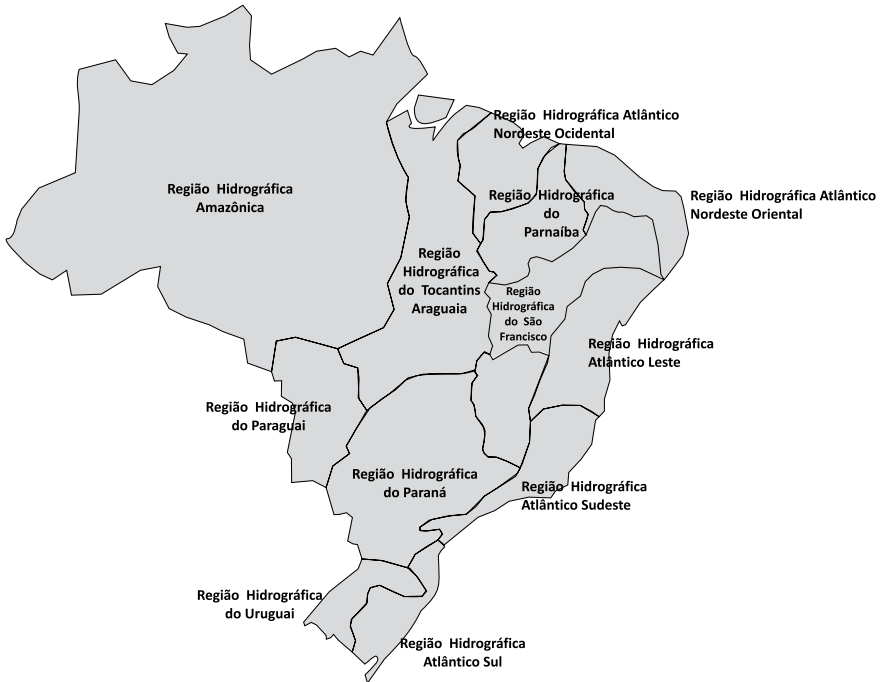 Região Hidrográfica Atlântico
Nordeste Ocidental
Região Hidrográfica
Amazônica
Região Hidrográfica
do
Parnaíba
Região Hidrográfica Atlântico
Nordeste Oriental
Região
Hidrográfica
do Tocantins
Araguaia
Região
Hidrográfica
do São
Francisco
Região Hidrográfica
Atlântico Leste
Região Hidrográfica
do Paraguai
Região Hidrográfica
do Paraná
Região Hidrográfica
Atlântico Sudeste
Região Hidrográfica
do Uruguai
Região Hidrográfica
Atlântico Sul